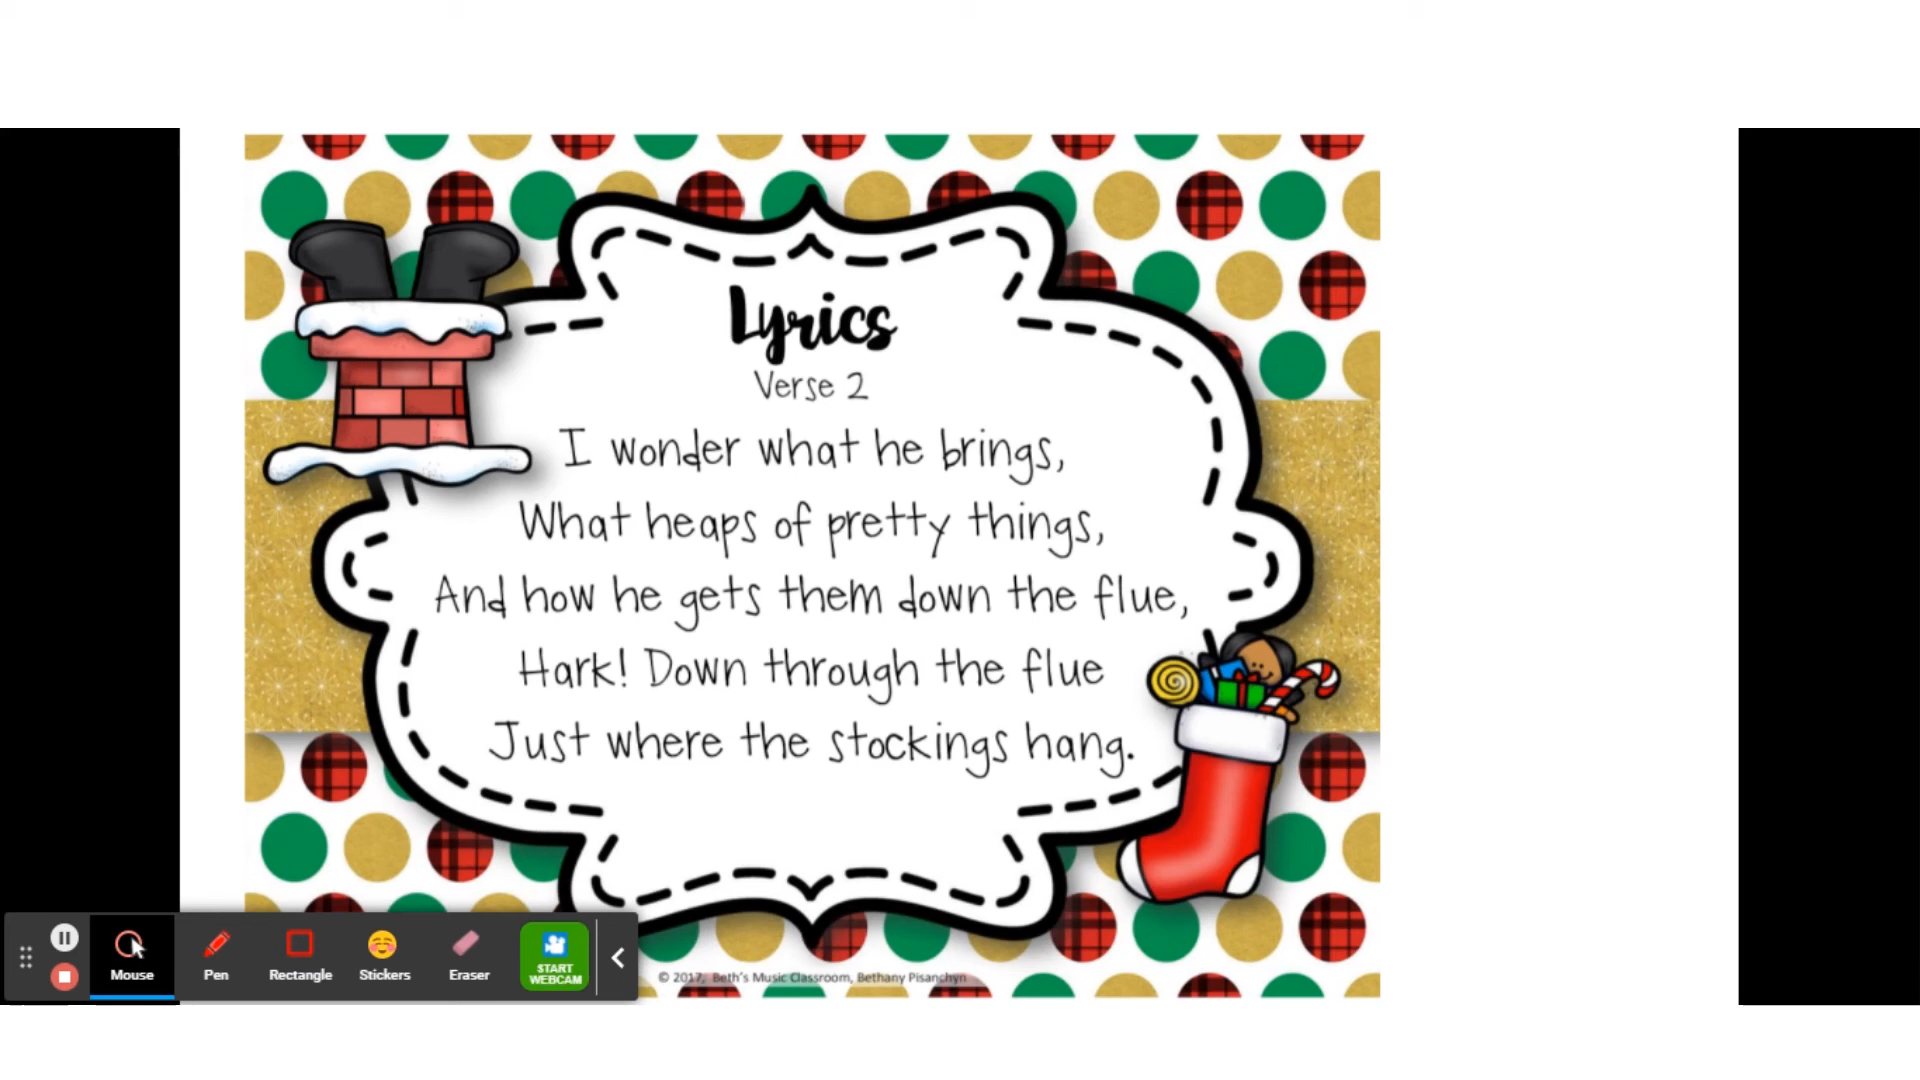 Lyrics
Verse 2
I wonder what he brings,
What heaps of pretty things,
And how he gets them down the flue,
Hark! Down through the flue
Just where the stockings hang.
© 2017, Beth's Music Classroom, Bethany Pisanchyn
Mouse
Pen
Rectangle
Stickers
Eraser
START
WEBCAM